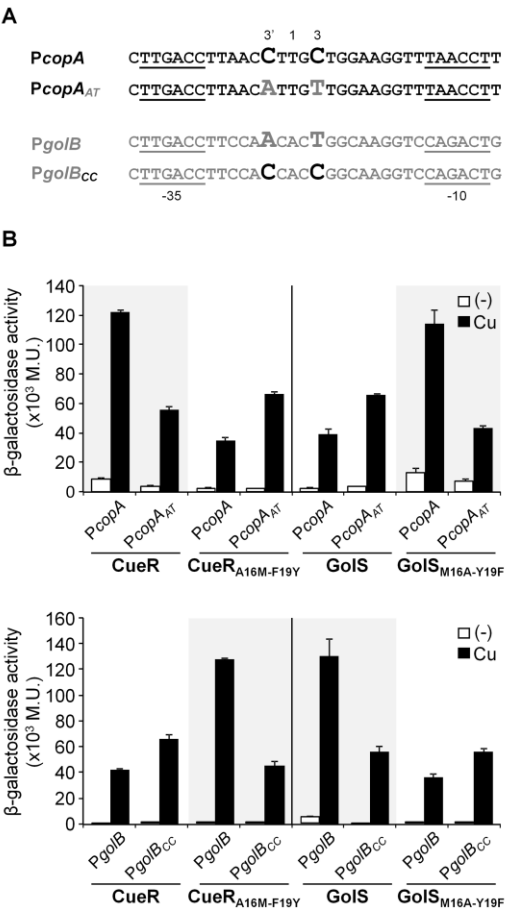 A
3' 1 3
PcopA CTTGACCTTAACCTTGCTGGAAGGTTTAACCTT
PcopAAT CTTGACCTTAACATTGTTGGAAGGTTTAACCTT
PgolB CTTGACCTTCCAACACTGGCAAGGTCCAGACTG
PgolBCC CTTGACCTTCCACCACCGGCAAGGTCCAGACTG
-35 -10
B
β-galactosidase activity
(x10³ M.U.)
140
120
100
80
60
40
20
0
(-)
Cu
PcopA PcopAAT PcopA PcopAAT PcopA PcopAAT PcopA PcopAAT
CueR CueRA16M-F19Y GolS GolSM16A-Y19F
β-galactosidase activity
(x10³ M.U.)
160
140
120
100
80
60
40
20
0
(-)
Cu
PgolB PgolBCC PgolB PgolBCC PgolB PgolBCC PgolB PgolBCC
CueR CueRA16M-F19Y GolS GolSM16A-Y19F